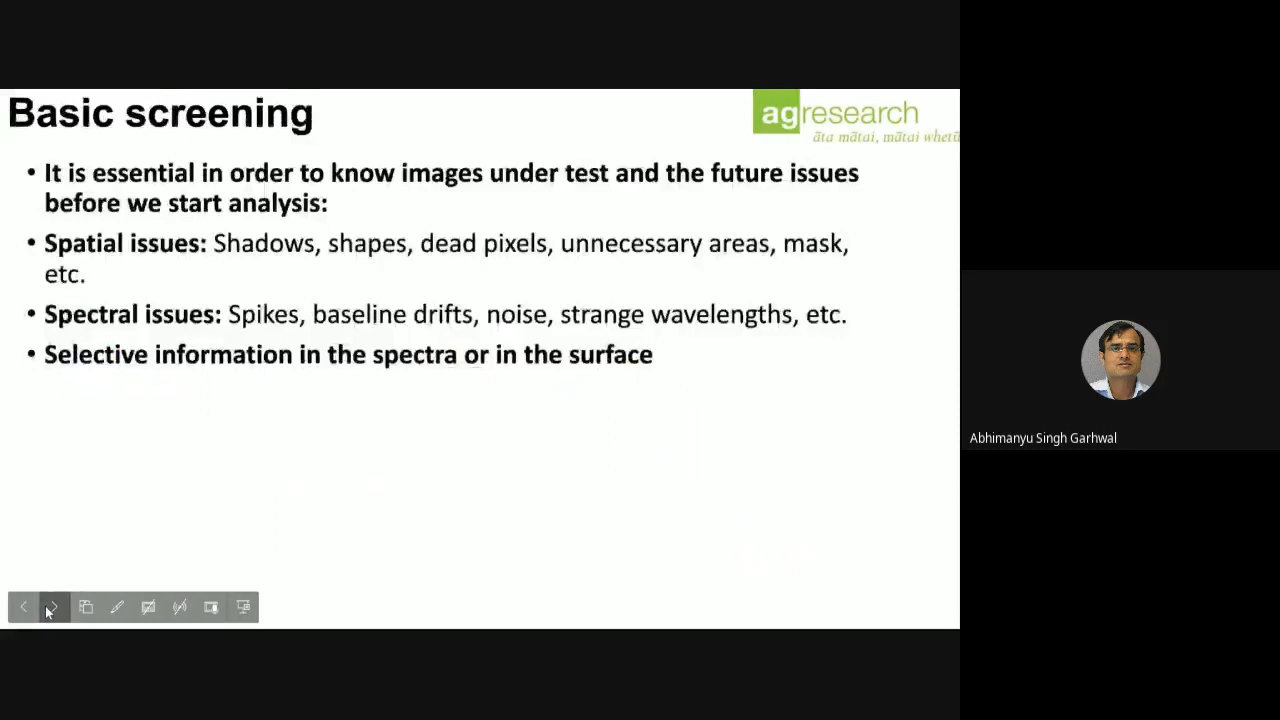 Basic screening
agresearch
āta mātai, mātai whetū
• It is essential in order to know images under test and the future issues
before we start analysis:
• Spatial issues: Shadows, shapes, dead pixels, unnecessary areas, mask,
etc.
• Spectral issues: Spikes, baseline drifts, noise, strange wavelengths, etc.
• Selective information in the spectra or in the surface
Abhimanyu Singh Garhwal